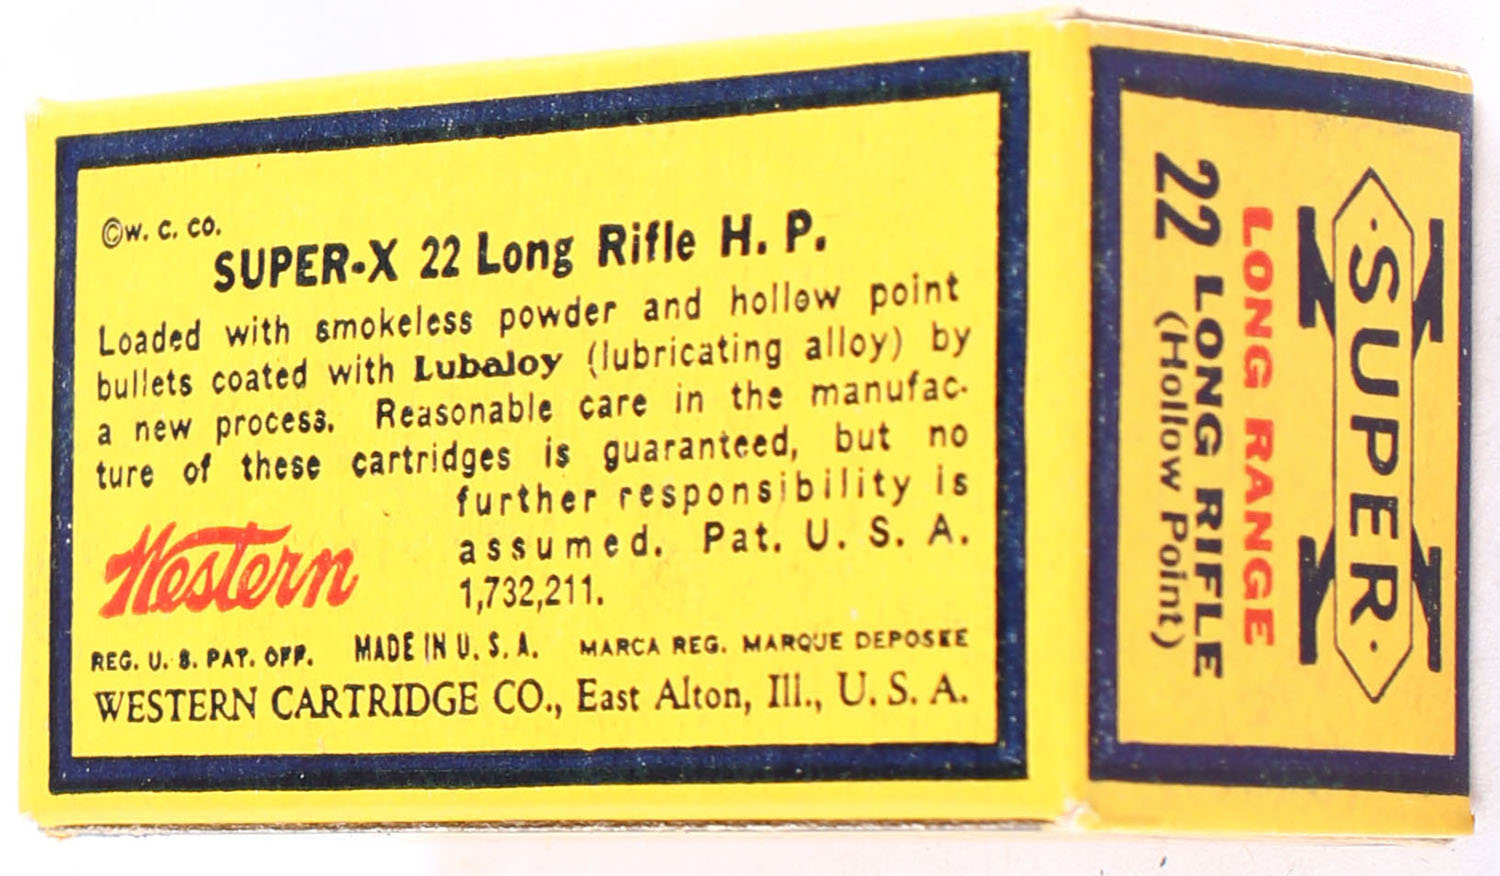 ©W. C. CO.
SUPER-X 22 Long Rifle H. P.
Loaded with smokeless powder and hollow point
bullets coated with Lubaloy (lubricating alloy) by
a new process. Reasonable care in the manufac-
ture of these cartridges is guaranteed, but no
further responsibility is
assumed. Pat. U. S. A.
1,732,211.
Western
REG. U. S. PAT. OFF. MADE IN U. S. A. MARCA REG. MARQUE DEPOSEE
WESTERN CARTRIDGE CO., East Alton, Ill., U. S. A.
X
·SUPER·
LONG RANGE
22 LONG RIFLE
(Hollow Point)